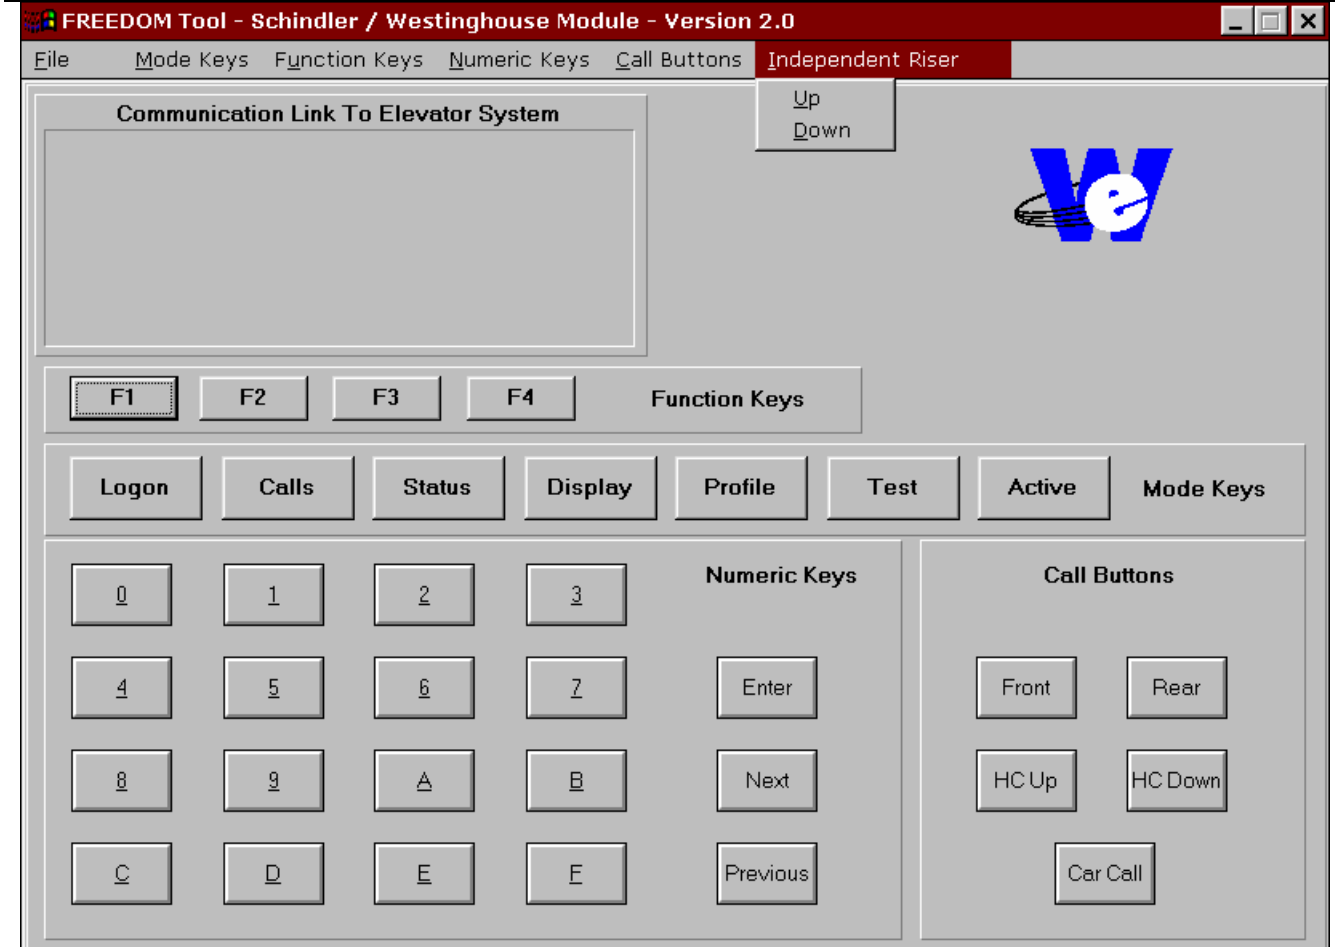 FREEDOM Tool - Schindler / Westinghouse Module - Version 2.0
File Mode Keys Function Keys Numeric Keys Call Buttons Independent Riser
Up
Down
Communication Link To Elevator System
We
F1 F2 F3 F4 Function Keys
Logon Calls Status Display Profile Test Active Mode Keys
Numeric Keys
0 1 2 3
4 5 6 7 Enter
8 9 A B Next
C D E F Previous
Call Buttons
Front Rear
HC Up HC Down
Car Call